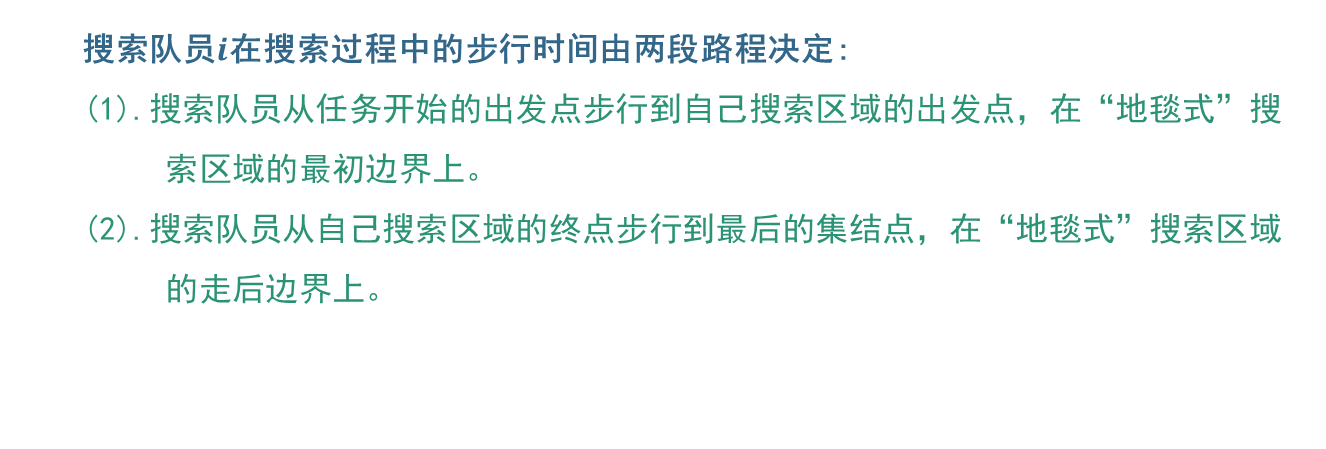 搜索队员i在搜索过程中的步行时间由两段路程决定:
(1).搜索队员从任务开始的出发点步行到自己搜索区域的出发点，在“地毯式”搜
索区域的最初边界上。
(2).搜索队员从自己搜索区域的终点步行到最后的集结点，在“地毯式”搜索区域
的走后边界上。